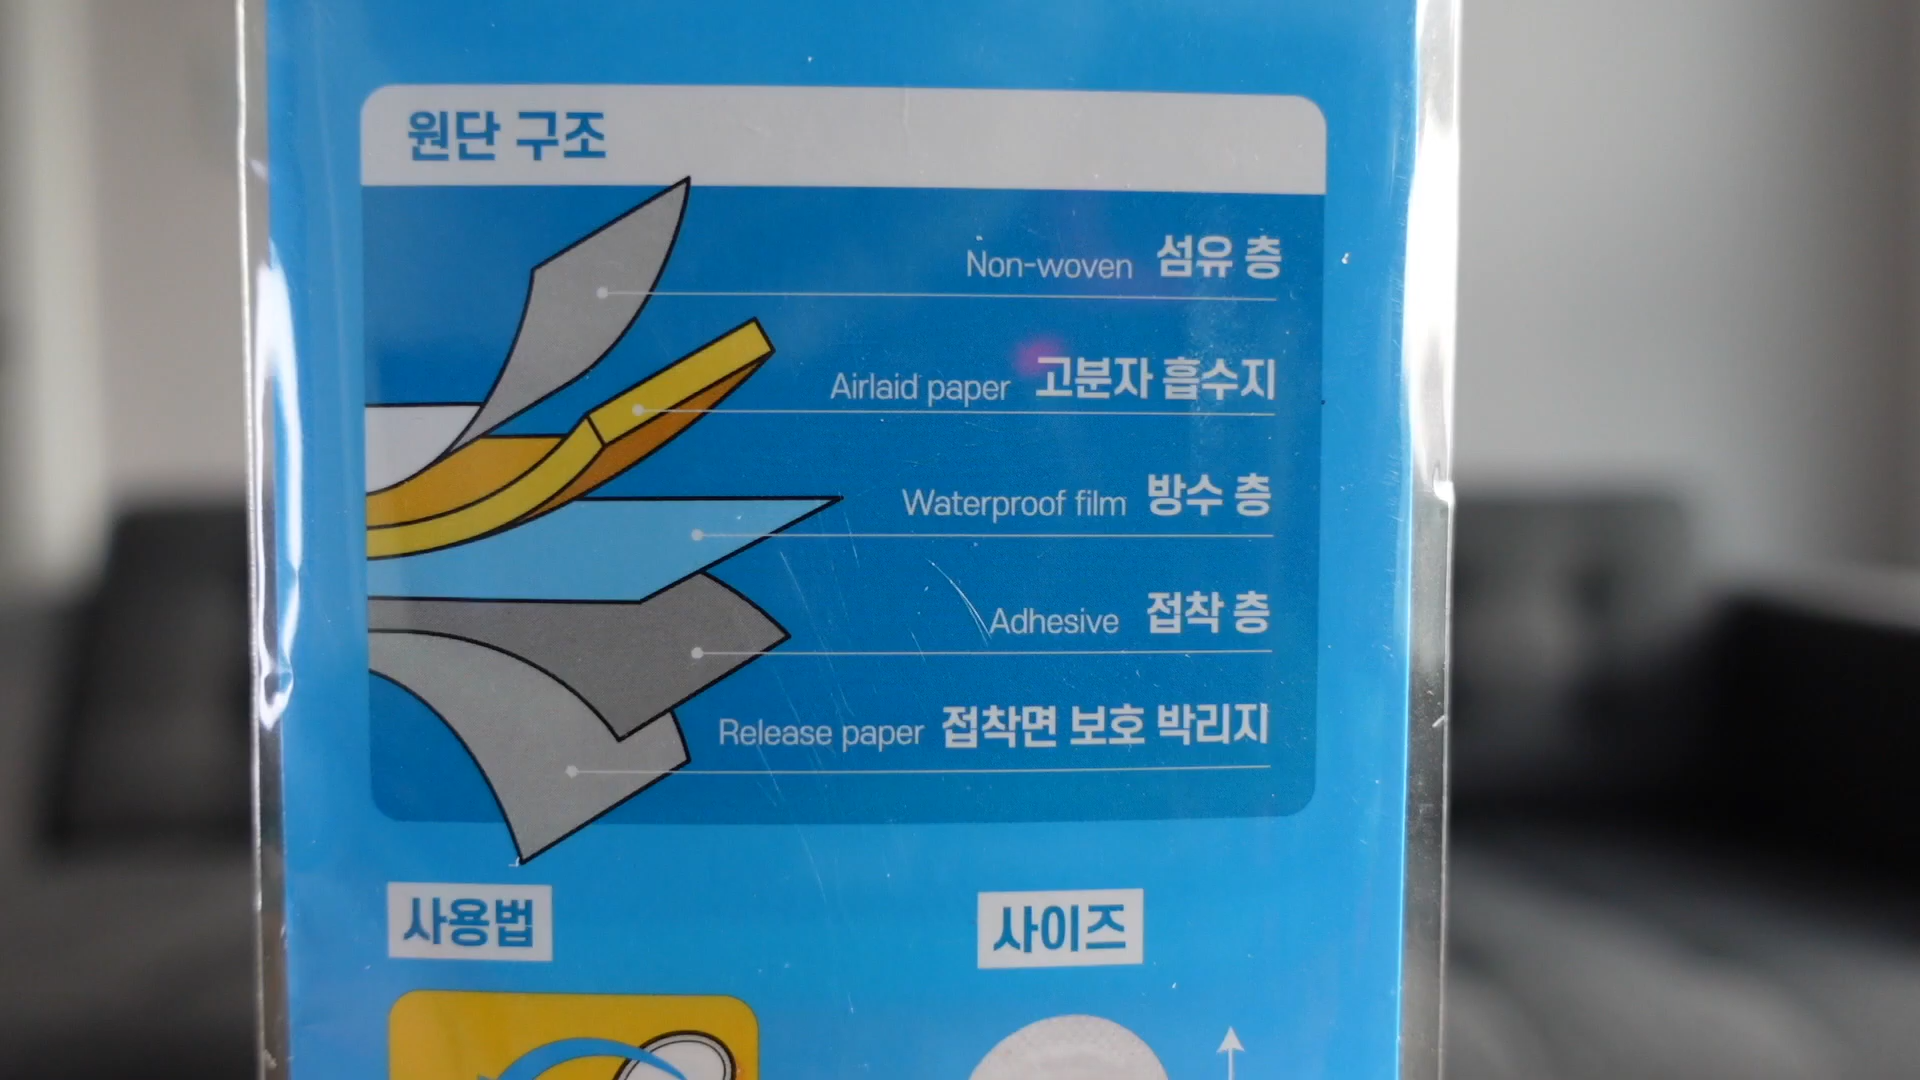 원단 구조
Non-woven 섬유 층
Airlaid paper 고분자 흡수지
Waterproof film 방수 층
Adhesive 접착 층
Release paper 접착면 보호 박리지
사용법
사이즈